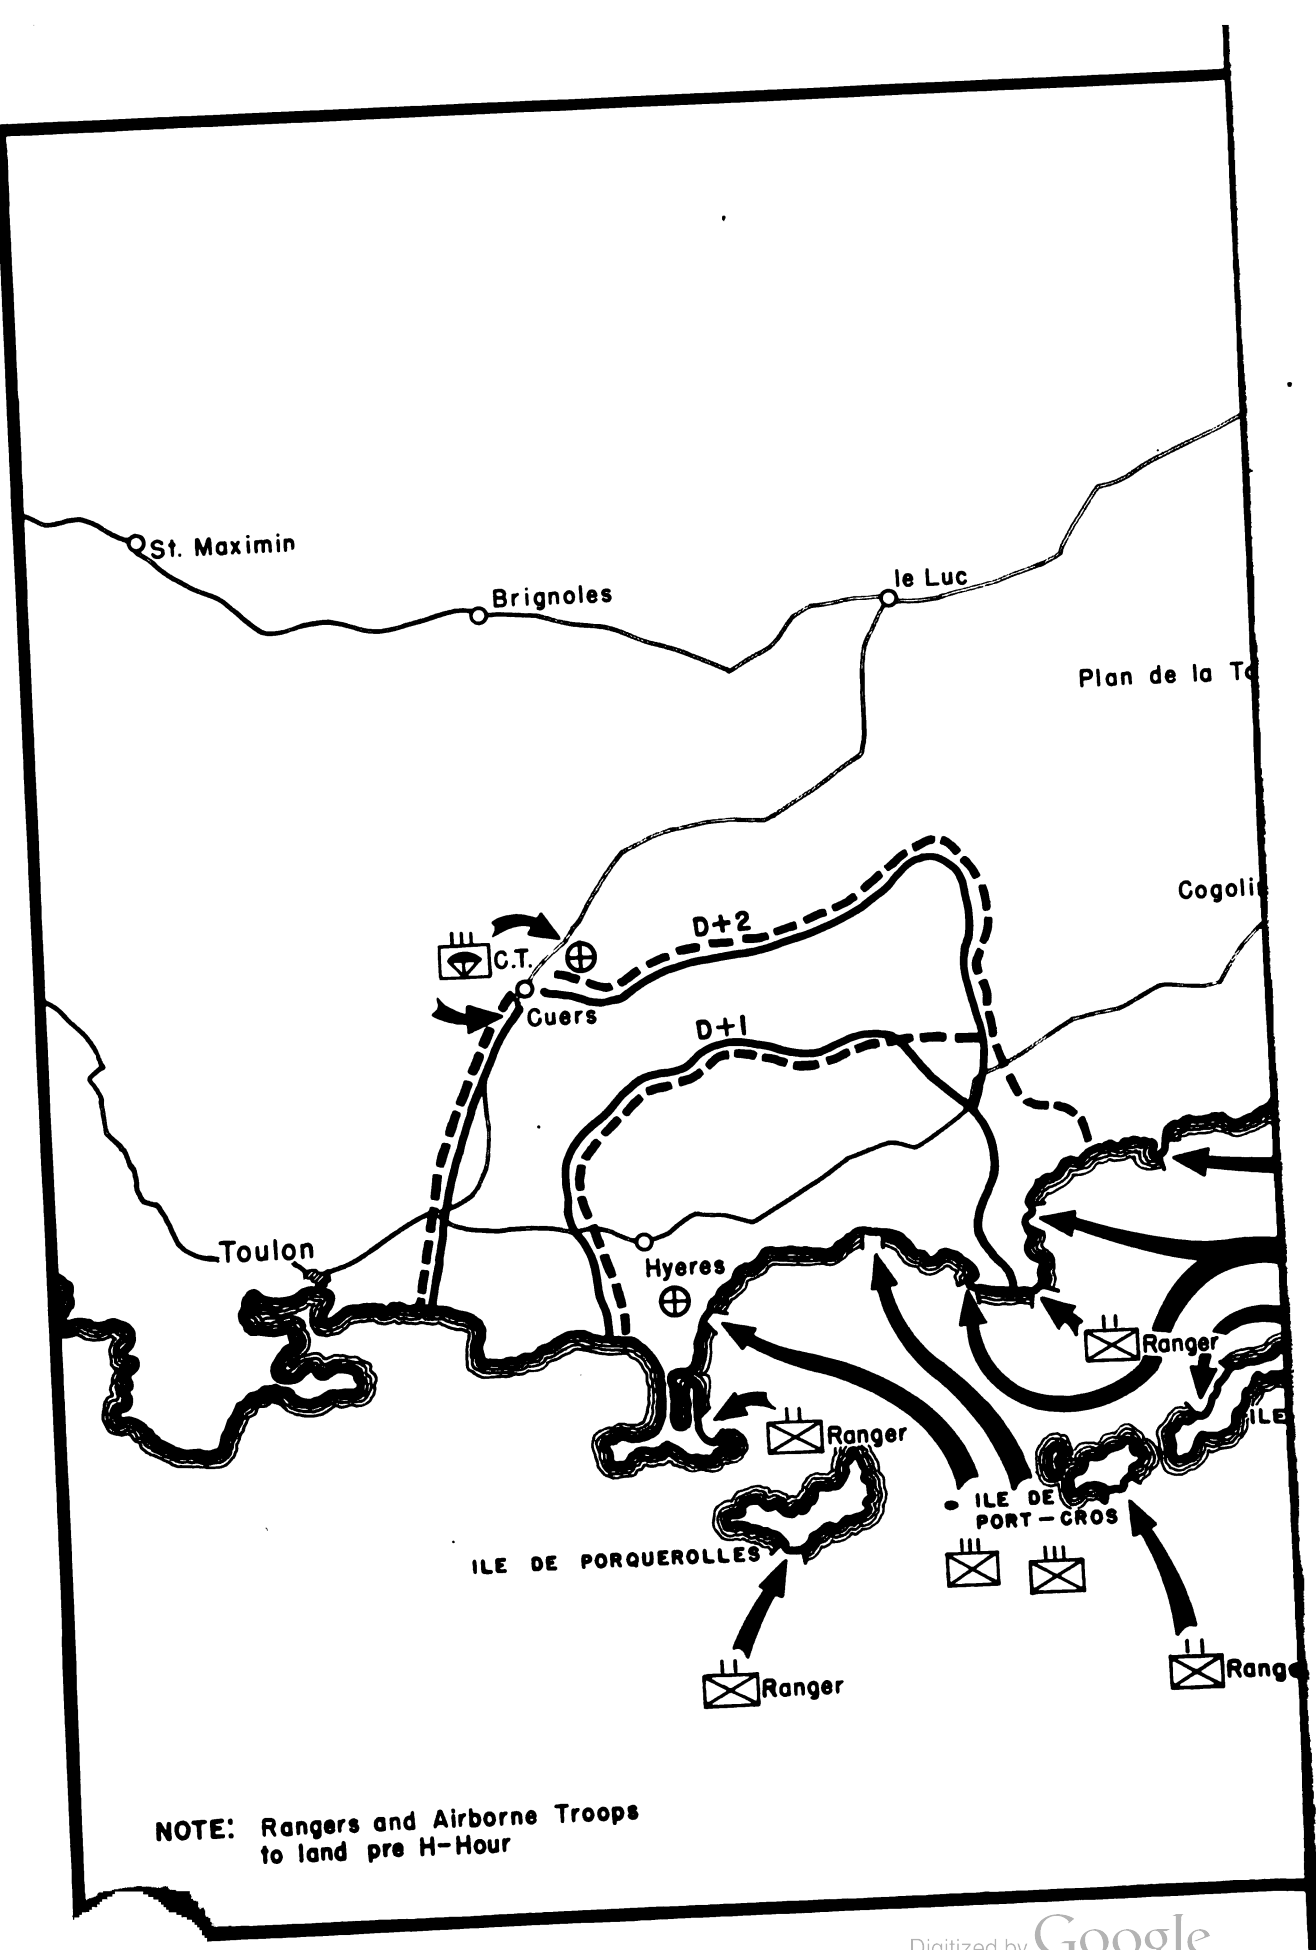 St. Maximin
Brignoles
le Luc
Plan de la To
Cogoli
D+2
C.T.
Cuers
D+1
Toulon
Hyeres
Ranger
Ranger
ILE
ILE DE
PORT-CROS
ILE DE PORQUEROLLES
Ranger
Rang
NOTE: Rangers and Airborne Troops
to land pre H-Hour
Digitized by Google